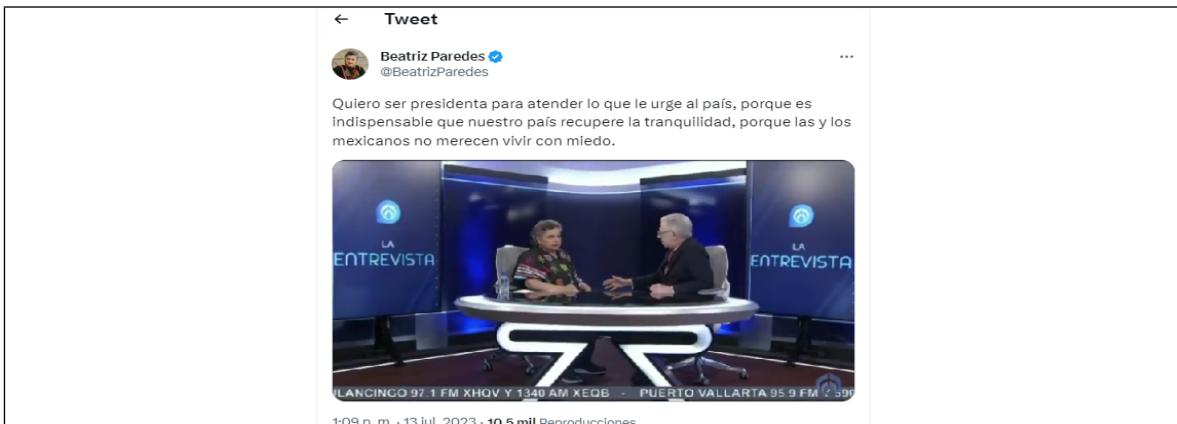 ← Tweet
Beatriz Paredes
@BeatrizParedes
Quiero ser presidenta para atender lo que le urge al país, porque es
indispensable que nuestro país recupere la tranquilidad, porque las y los
mexicanos no merecen vivir con miedo.
LA
ENTREVISTA
LA
ENTREVISTA
ULANCINGO 97.1 FM XHQV Y 1340 AM XEQB - PUERTO VALLARTA 95.9 FM
1:09 p. m. · 13 jul. 2023 · 10,5 mil Reproducciones